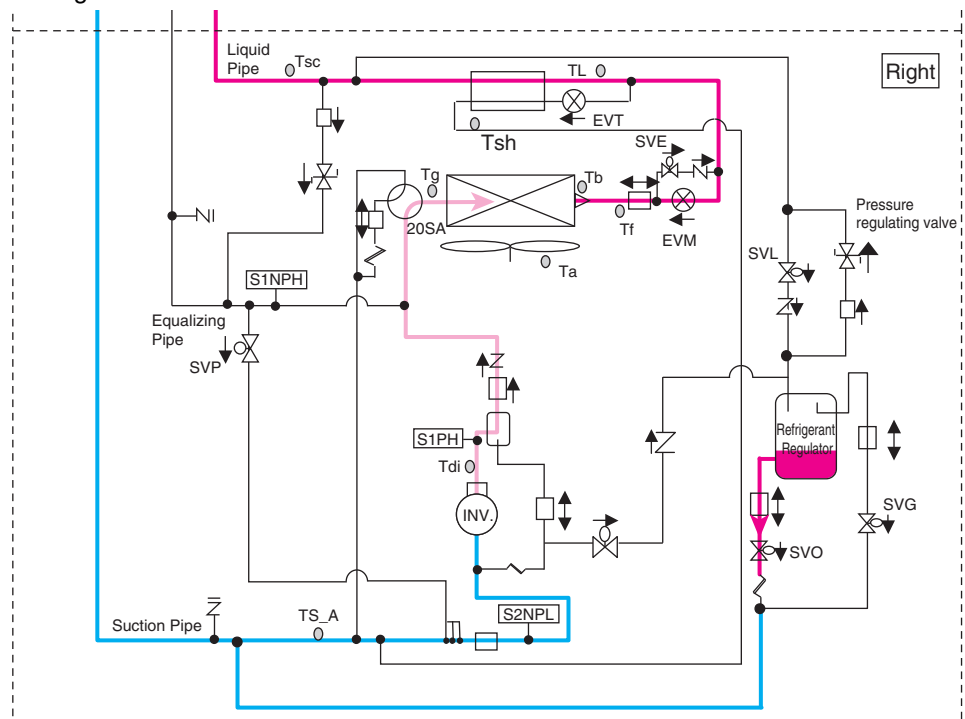 Liquid
Pipe
Tsc
TL
Right
EVT
Tsh
SVE
Tg
Tb
20SA
Tf
EVM
Pressure
regulating valve
Ta
SVL
S1NPH
Equalizing
Pipe
SVP
Refrigerant
Regulator
S1PH
Tdi
INV.
SVG
SVO
TS_A
S2NPL
Suction Pipe